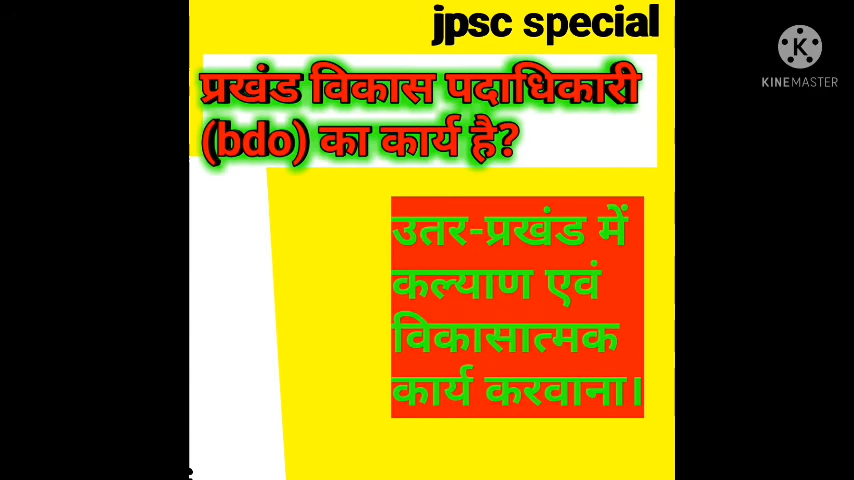 jpsc special
KINEMASTER
प्रखंड विकास पदाधिकारी
(bdo) का कार्य है?
उतर-प्रखंड में
कल्याण एवं
विकासात्मक
कार्य करवाना।